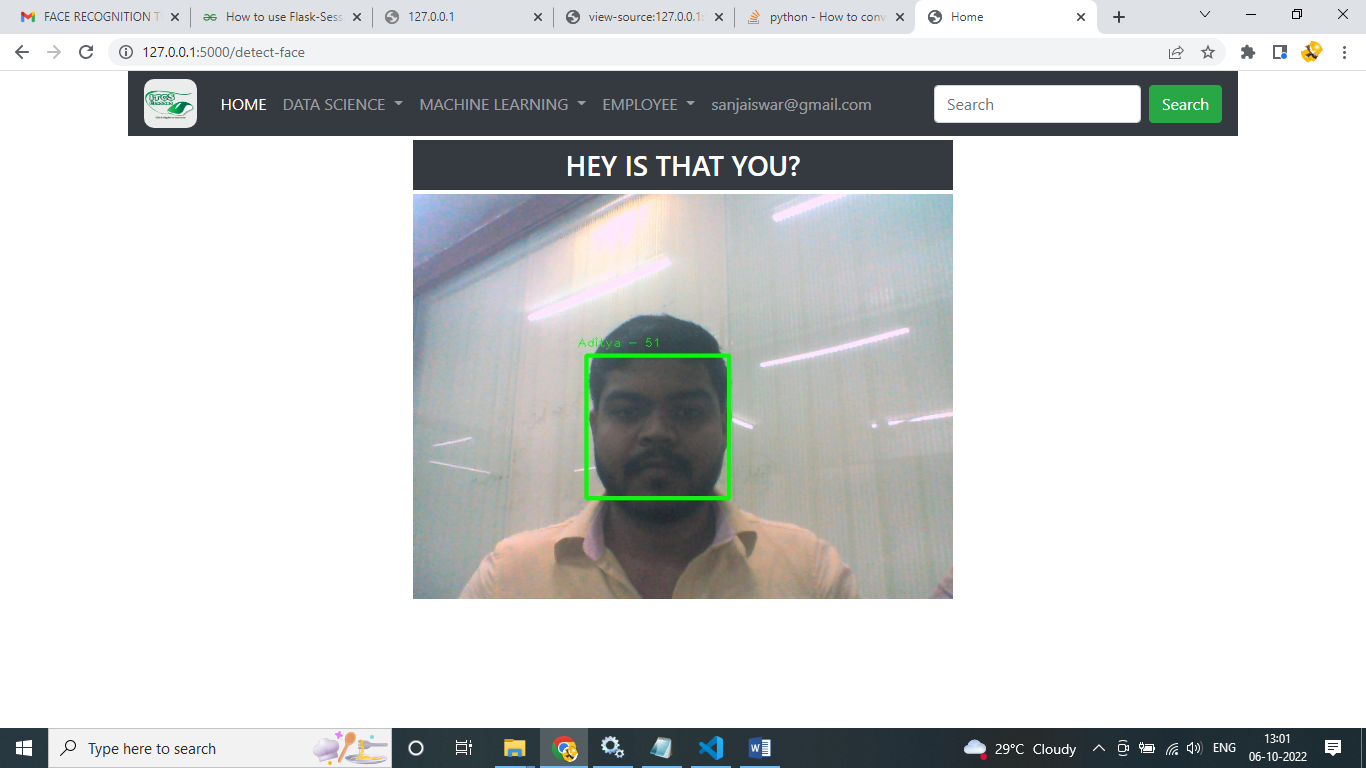 FACE RECOGNITION T
How to use Flask-Sess
127.0.0.1
view-source:127.0.0.1:
python - How to conv
Home
127.0.0.1:5000/detect-face
HOME
DATA SCIENCE
MACHINE LEARNING
EMPLOYEE
sanjaiswar@gmail.com
Search
Search
HEY IS THAT YOU?
Aditya - 51
Type here to search
29°C Cloudy
ENG
13:01
06-10-2022